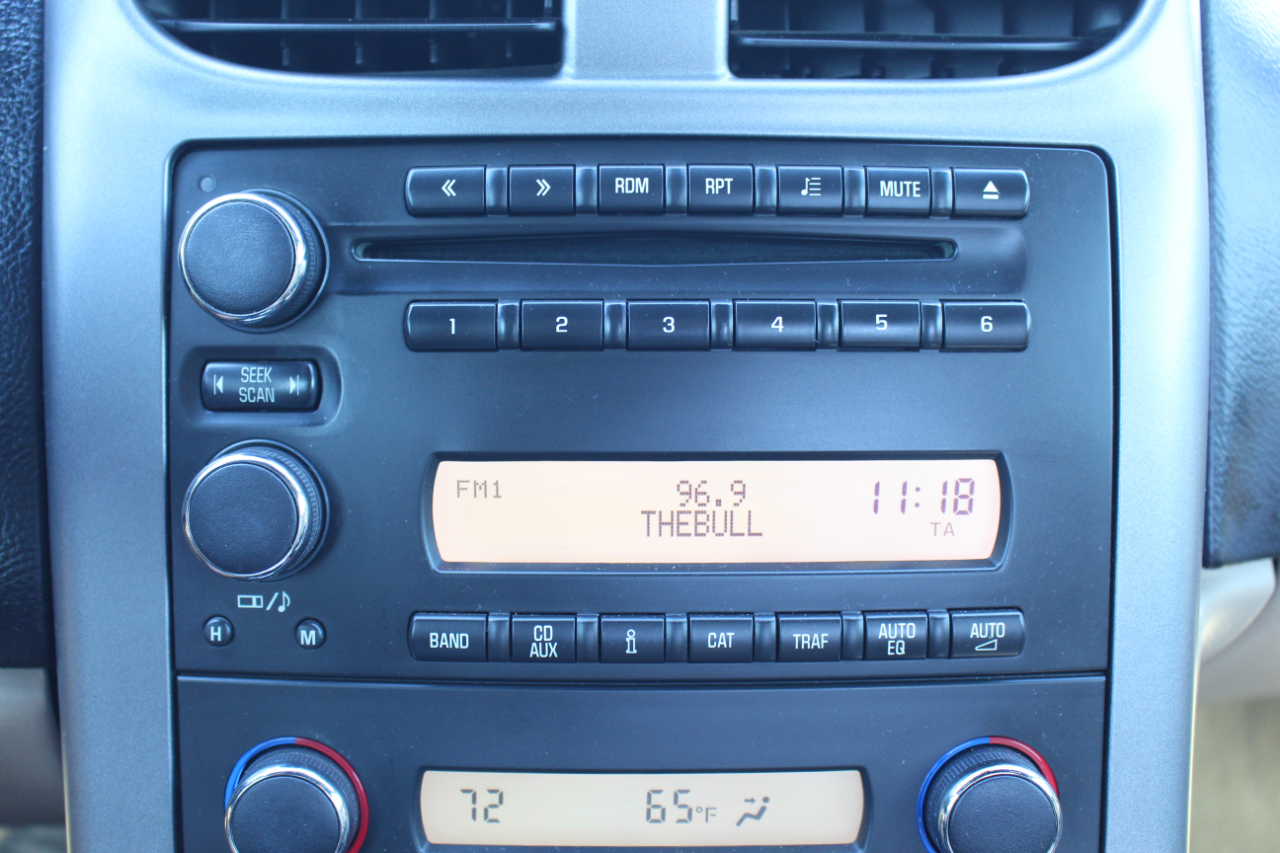 RDM RPT MUTE
1 2 3 4 5 6
SEEK
SCAN
FM1 96.9 11:18
THEBULL TA
H M
BAND CD AUX i CAT TRAF AUTO EQ AUTO
72 65°F